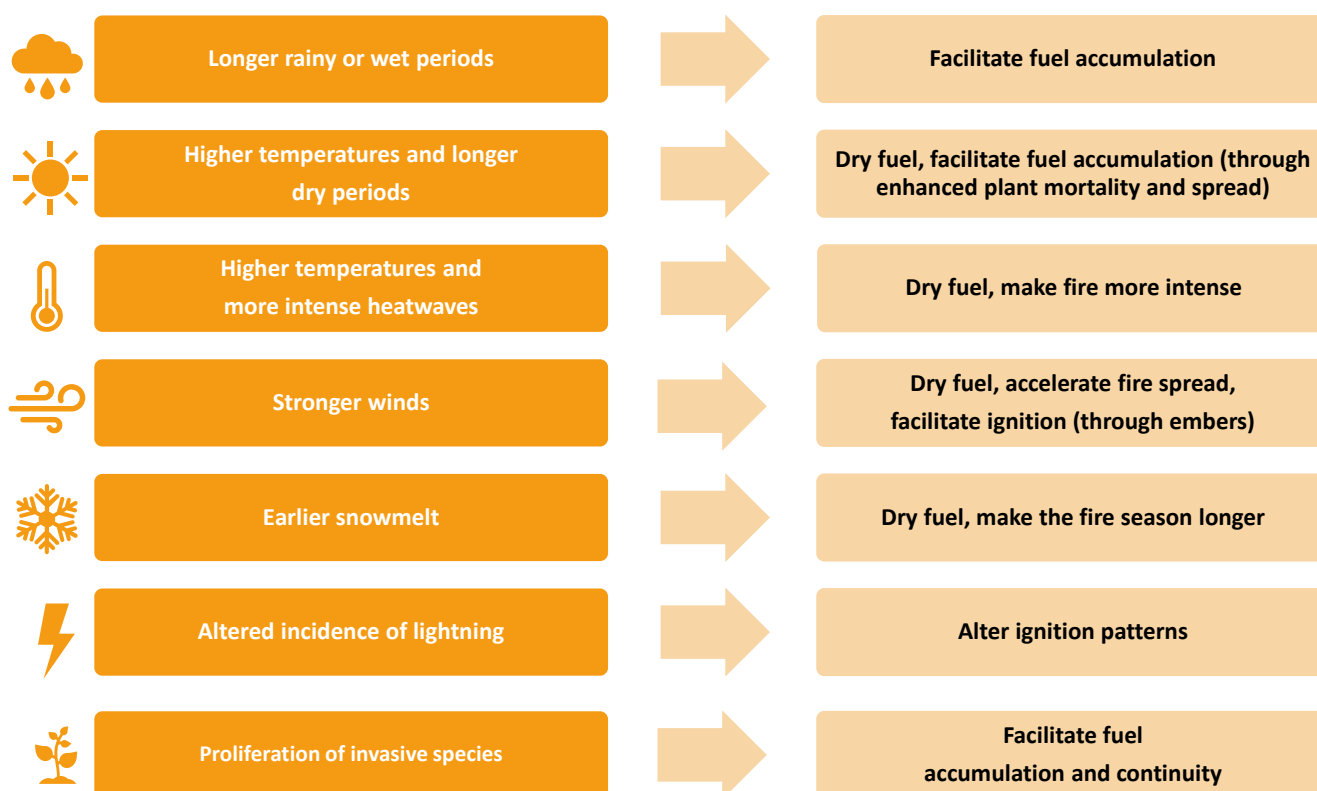 Longer rainy or wet periods
Facilitate fuel accumulation
Higher temperatures and longer
dry periods
Dry fuel, facilitate fuel accumulation (through
enhanced plant mortality and spread)
Higher temperatures and
more intense heatwaves
Dry fuel, make fire more intense
Stronger winds
Dry fuel, accelerate fire spread,
facilitate ignition (through embers)
Earlier snowmelt
Dry fuel, make the fire season longer
Altered incidence of lightning
Alter ignition patterns
Proliferation of invasive species
Facilitate fuel
accumulation and continuity